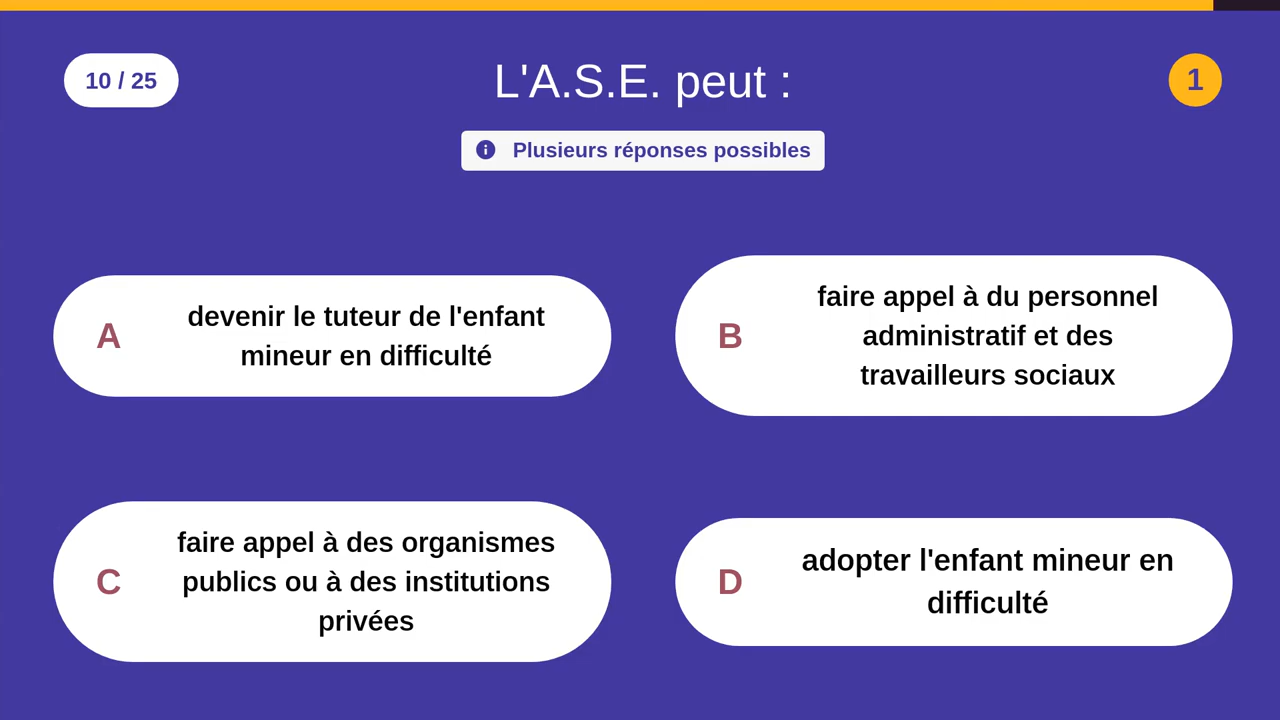 10 / 25
L'A.S.E. peut :
1
Plusieurs réponses possibles
A
devenir le tuteur de l'enfant
mineur en difficulté
B
faire appel à du personnel
administratif et des
travailleurs sociaux
C
faire appel à des organismes
publics ou à des institutions
privées
D
adopter l'enfant mineur en
difficulté